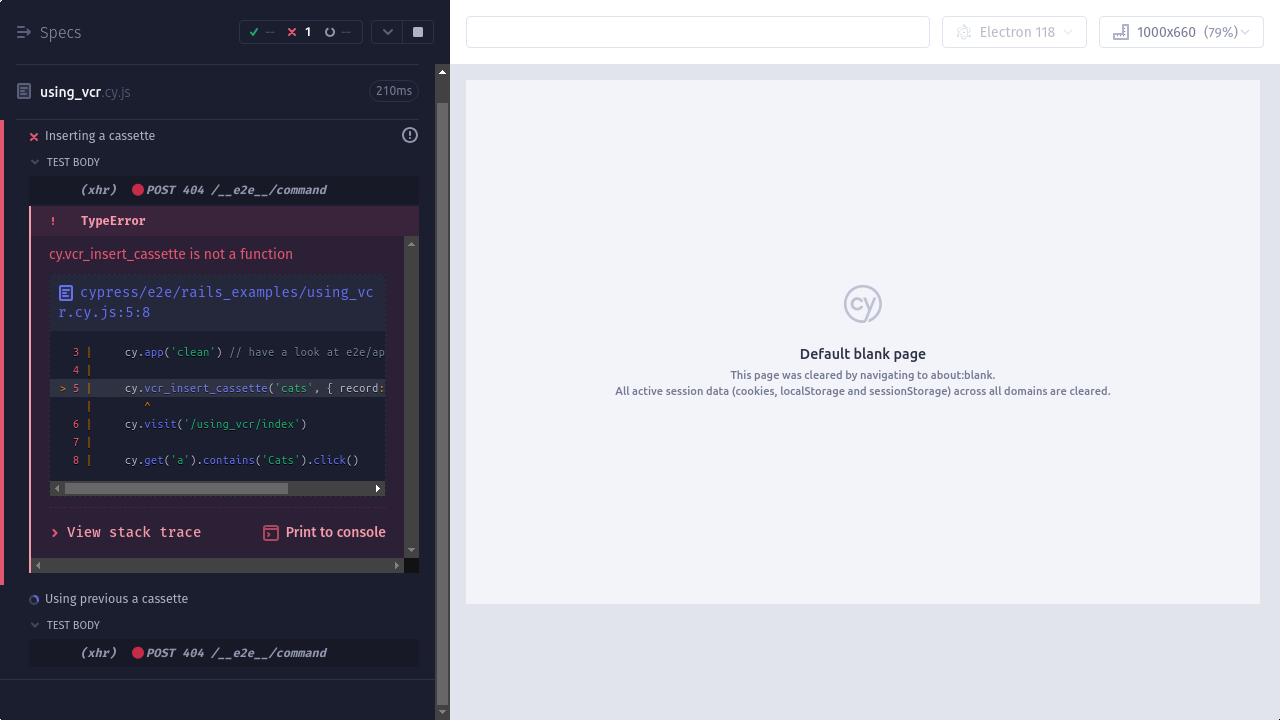 Specs
--
1
--
Electron 118
1000x660 (79%)
using_vcr.cy.js
210ms
Inserting a cassette
TEST BODY
(xhr) POST 404 /__e2e__/command
! TypeError
cy.vcr_insert_cassette is not a function
cypress/e2e/rails_examples/using_vc
r.cy.js:5:8
3 | cy.app('clean') // have a look at e2e/ap
4 |
> 5 | cy.vcr_insert_cassette('cats', { record:
| ^
6 | cy.visit('/using_vcr/index')
7 |
8 | cy.get('a').contains('Cats').click()
> View stack trace
Print to console
Using previous a cassette
TEST BODY
(xhr) POST 404 /__e2e__/command
cy
Default blank page
This page was cleared by navigating to about:blank.
All active session data (cookies, localStorage and sessionStorage) across all domains are cleared.